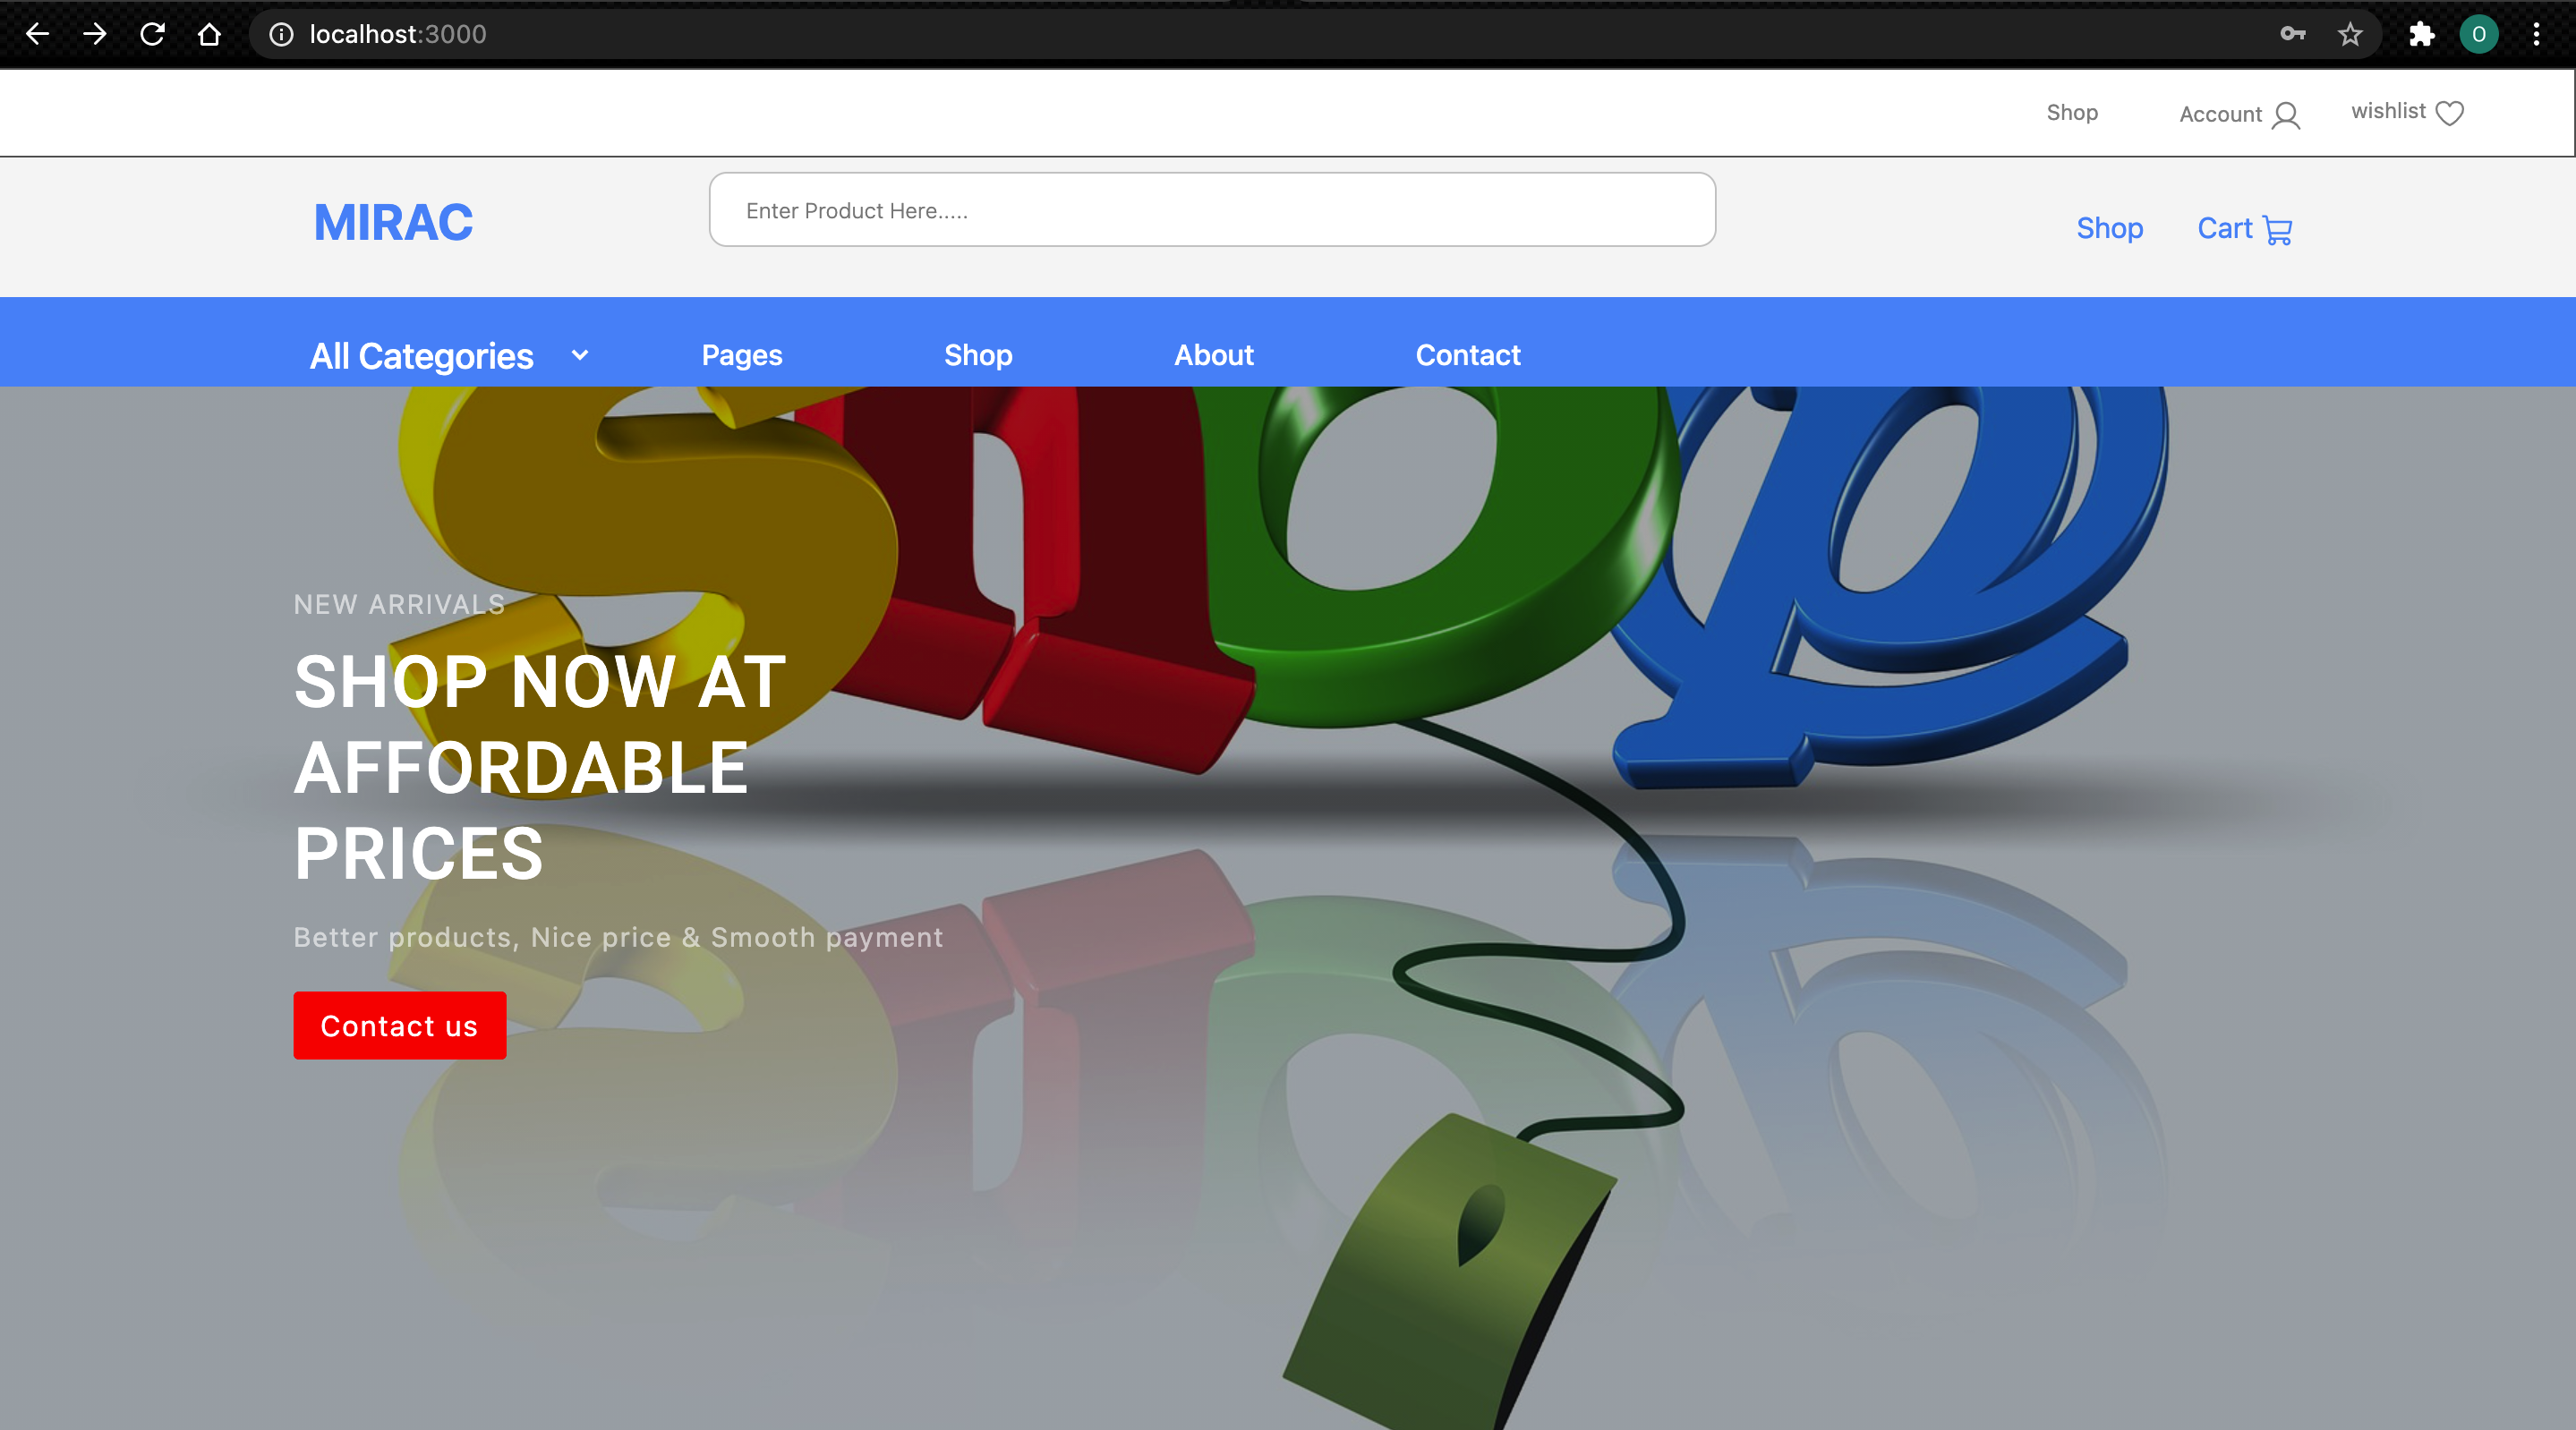 localhost:3000
O
Shop Account wishlist
MIRAC
Enter Product Here.....
Shop Cart
All Categories Pages Shop About Contact
NEW ARRIVALS
SHOP NOW AT
AFFORDABLE
PRICES
Better products, Nice price & Smooth payment
Contact us